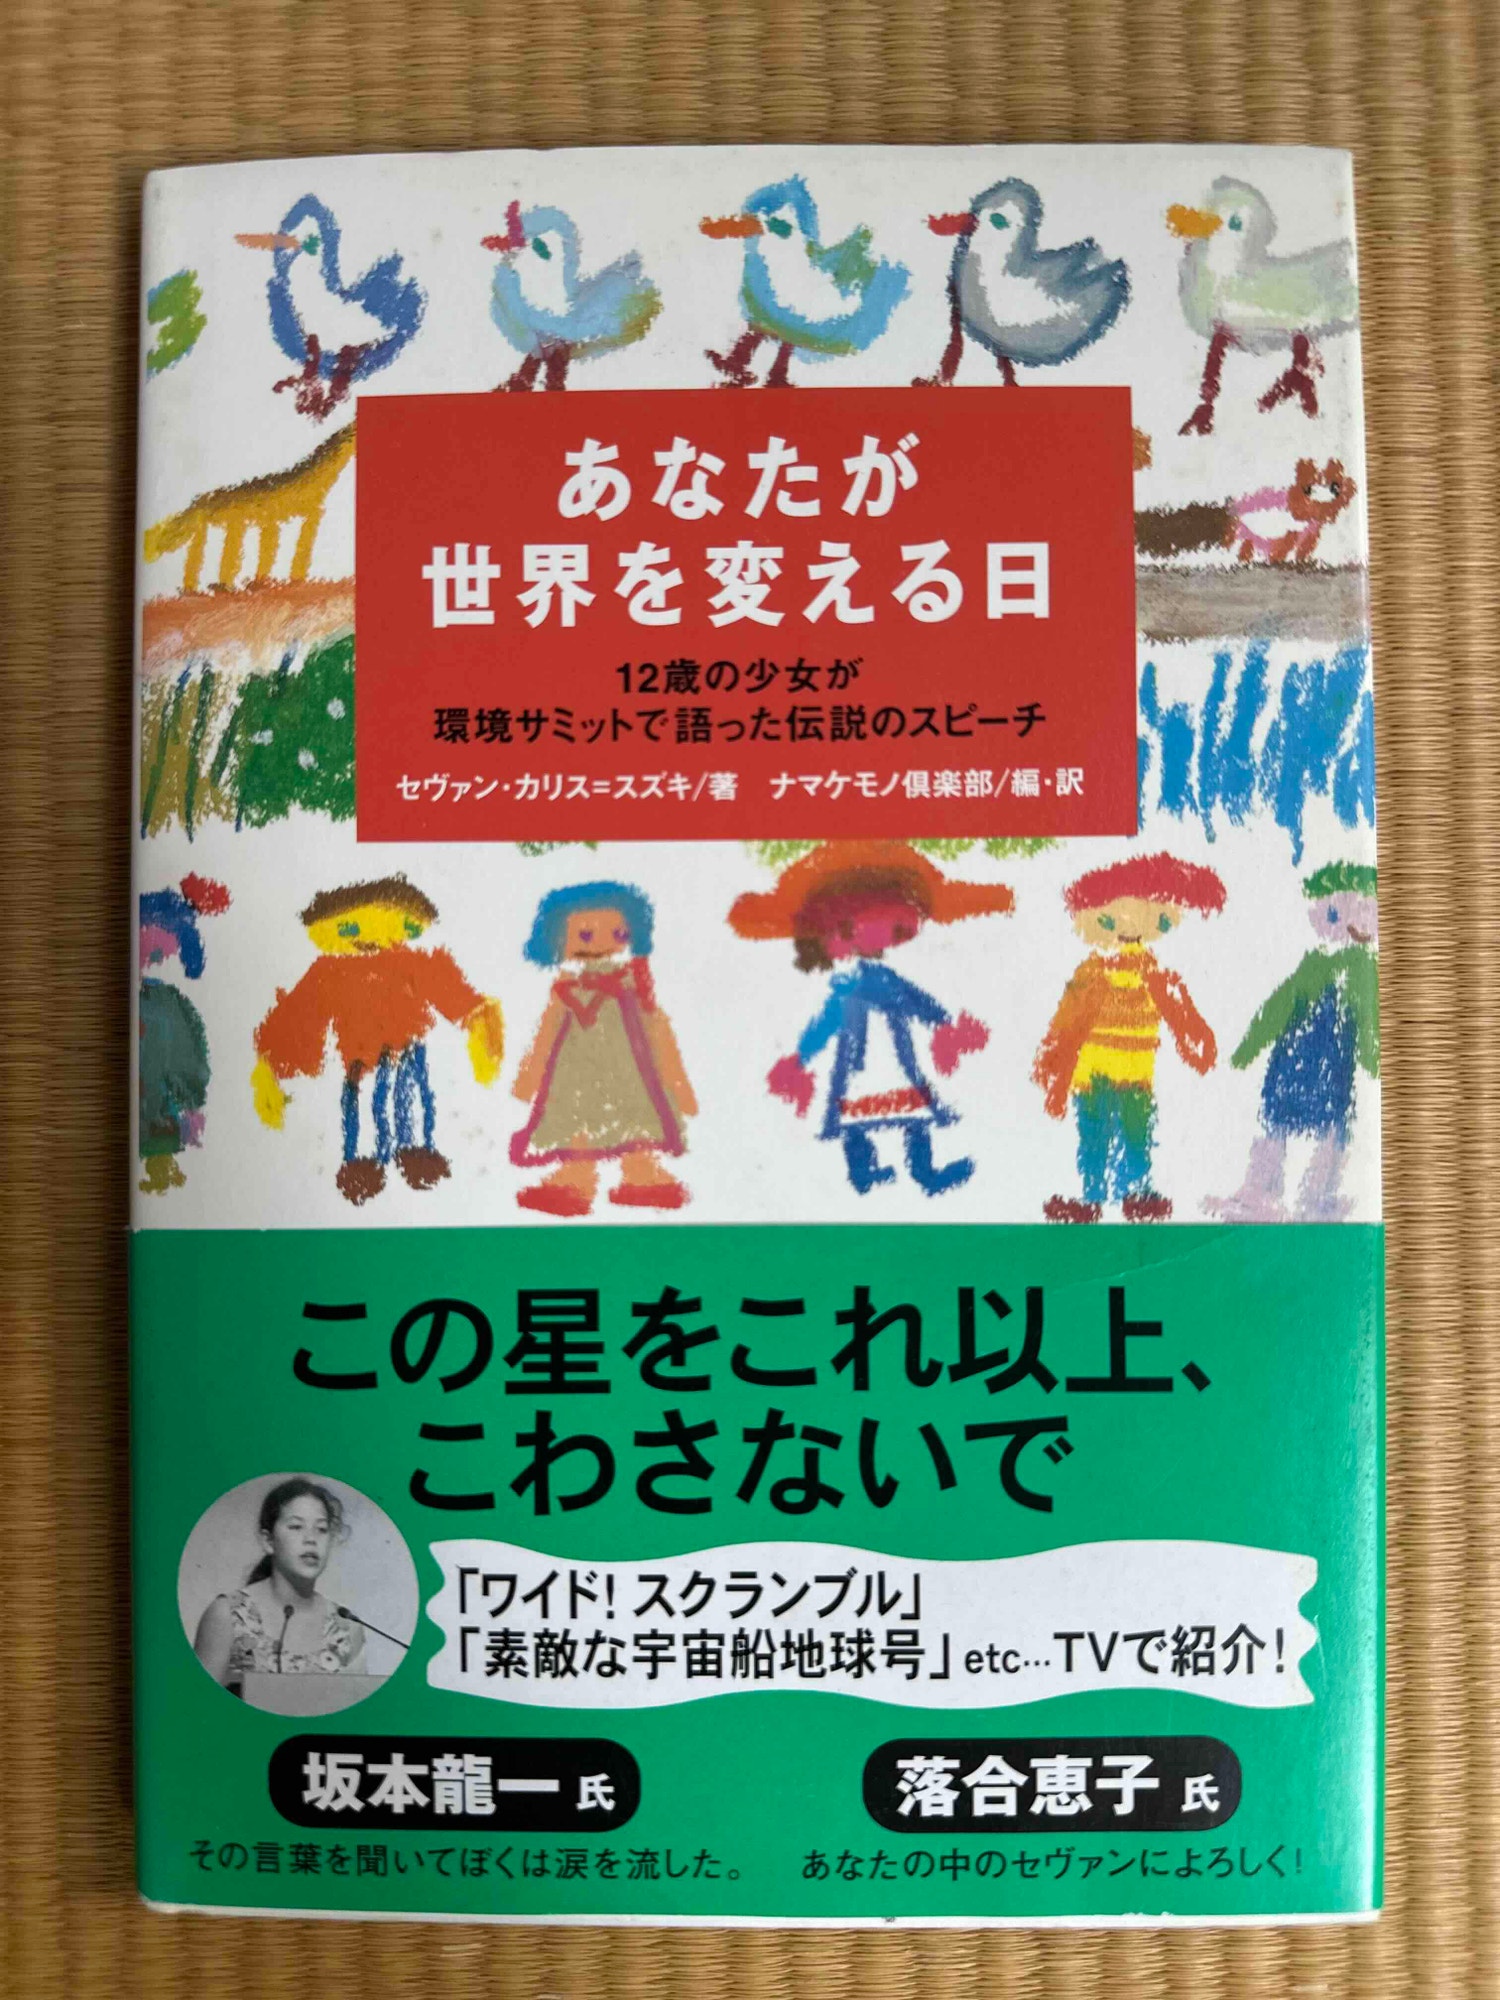 あなたが
世界を変える日
12歳の少女が
環境サミットで語った伝説のスピーチ
セヴァン・カリス=スズキ/著　ナマケモノ倶楽部/編・訳
この星をこれ以上、
こわさないで
「ワイド! スクランブル」
「素敵な宇宙船地球号」etc…TVで紹介!
坂本龍一 氏
その言葉を聞いてぼくは涙を流した。
落合恵子 氏
あなたの中のセヴァンによろしく!